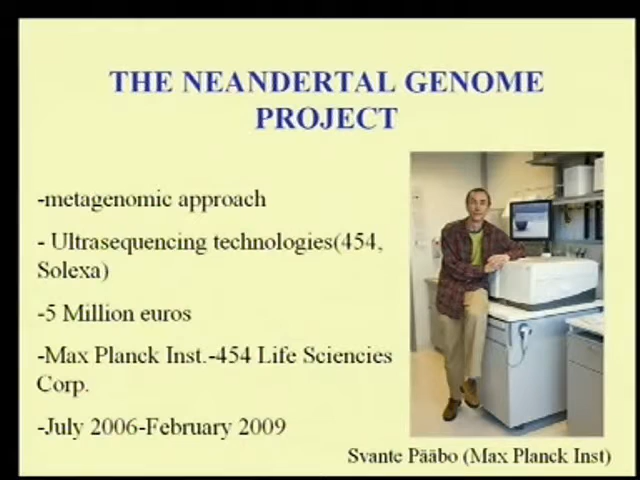 THE NEANDERTAL GENOME
PROJECT
-metagenomic approach
- Ultrasequencing technologies(454,
Solexa)
-5 Million euros
-Max Planck Inst.-454 Life Sciencies
Corp.
-July 2006-February 2009
Svante Pääbo (Max Planck Inst)